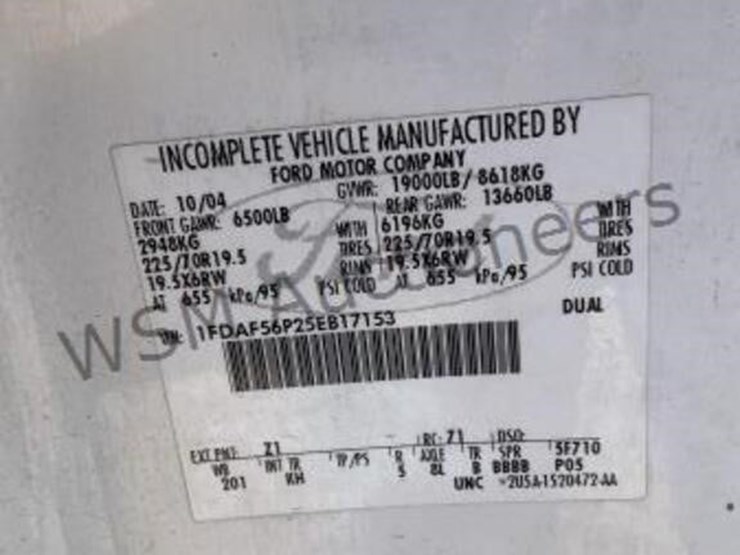 INCOMPLETE VEHICLE MANUFACTURED BY
FORD MOTOR COMPANY
DATE: 10/04 GVWR: 19000LB/8618KG
FRONT GAWR: 6500LB REAR GAWR: 13660LB
2948KG WITH 6196KG WITH
225/70R19.5 TIRES 225/70R19.5 TIRES
19.5X6RW RIMS 19.5X6RW RIMS
AT 655 kPa/95 PSI COLD AT 655 kPa/95 PSI COLD
VIN: 1FDAF56P25EB17153 DUAL
EXT PNT: Z1 RC: 71 DSO:
WB INT TR TP/PS R AXLE TR SPR 5F710
201 KH S 8L B BBBB P05
UNC 2U5A-1520472-AA
WSM Auctioneers